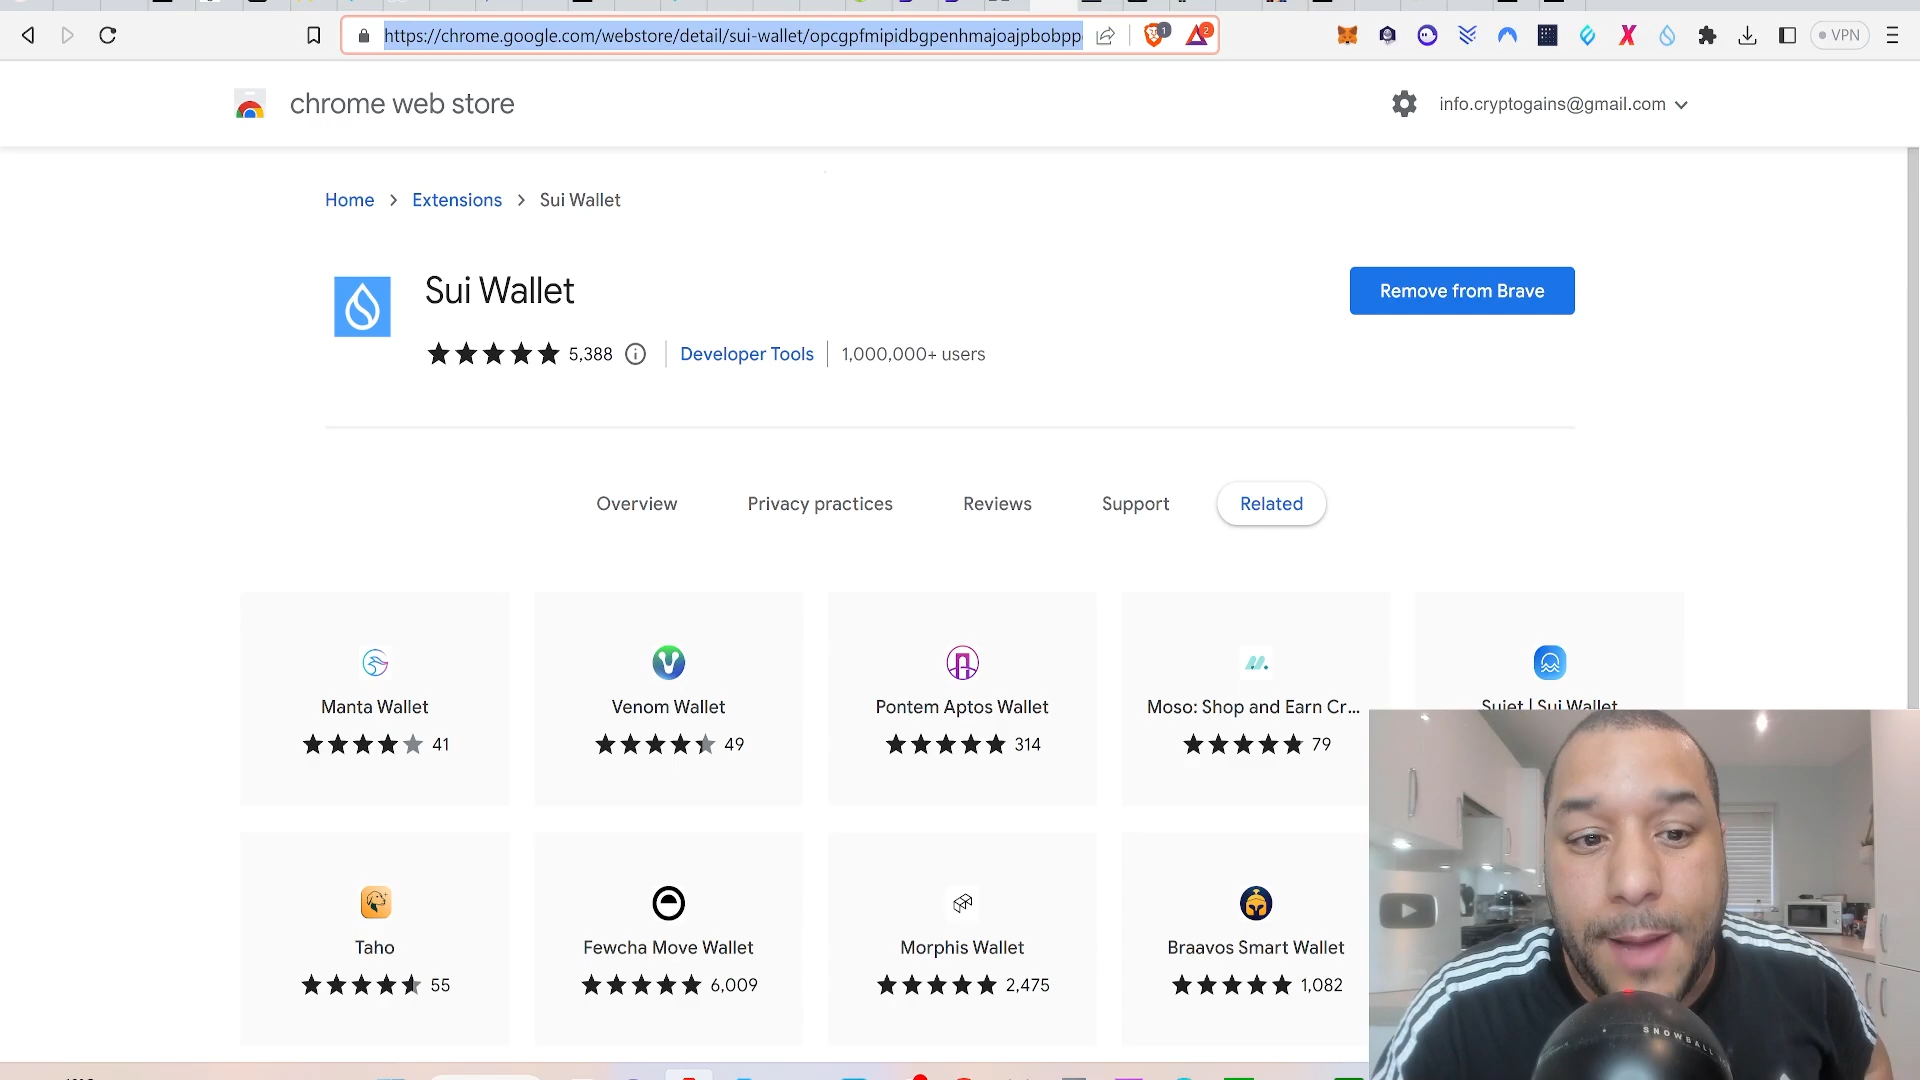 https://chrome.google.com/webstore/detail/sui-wallet/opcgpfmipidbgpenhmajoajpbobpp
1
2
VPN
chrome web store
info.cryptogains@gmail.com
Home > Extensions > Sui Wallet
Sui Wallet
Remove from Brave
5,388
Developer Tools
1,000,000+ users
Overview
Privacy practices
Reviews
Support
Related
Manta Wallet
41
Venom Wallet
49
Pontem Aptos Wallet
314
Moso: Shop and Earn Cr...
79
Suiet | Sui Wallet
Taho
55
Fewcha Move Wallet
6,009
Morphis Wallet
2,475
Braavos Smart Wallet
1,082
SNOWBALL